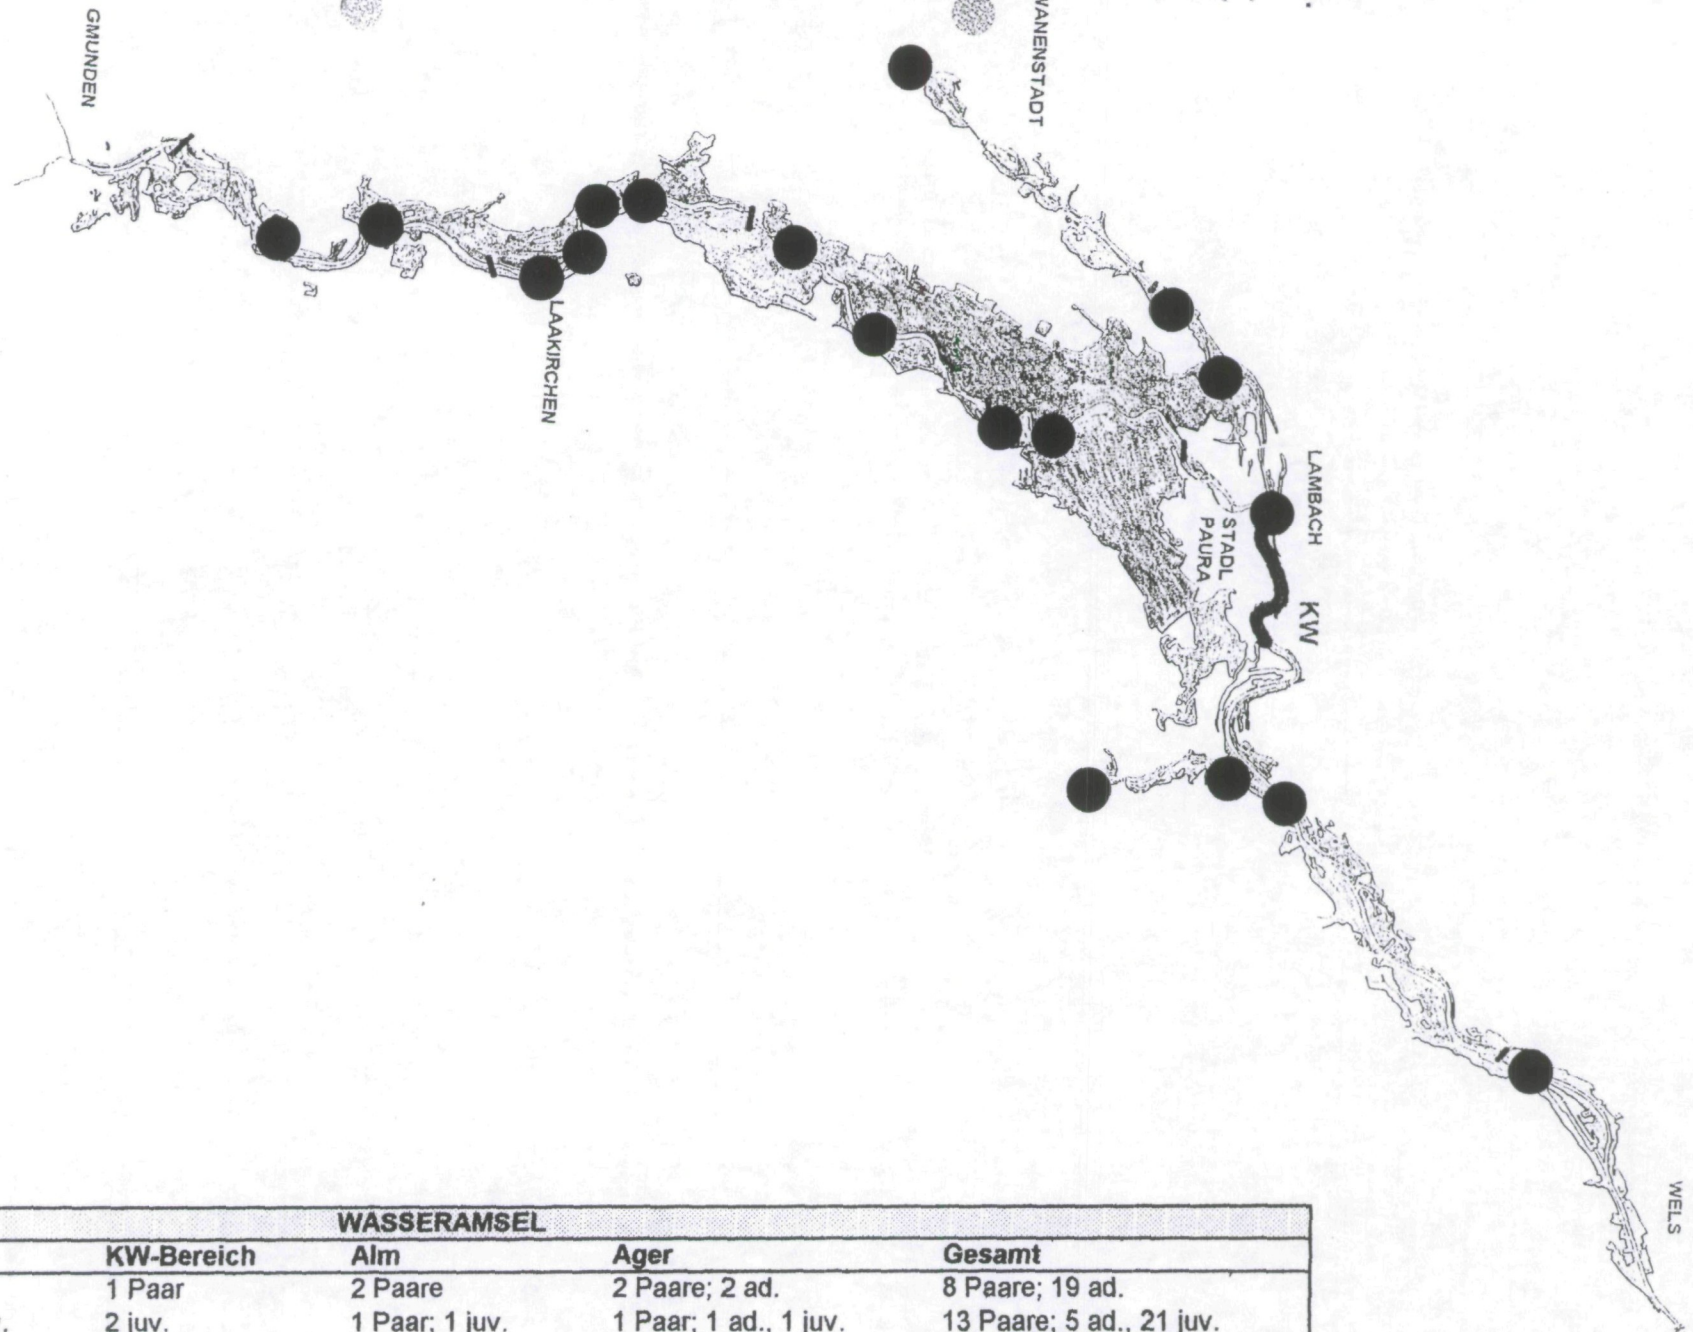 GMUNDEN
WANENSTADT
LAAKIRCHEN
LAMBACH
STADL
PAURA
KW
WELS
WASSERAMSEL
KW-Bereich Alm Ager Gesamt
1 Paar 2 Paare 2 Paare; 2 ad. 8 Paare; 19 ad.
2 juv. 1 Paar; 1 juv. 1 Paar; 1 ad., 1 juv. 13 Paare; 5 ad., 21 juv.